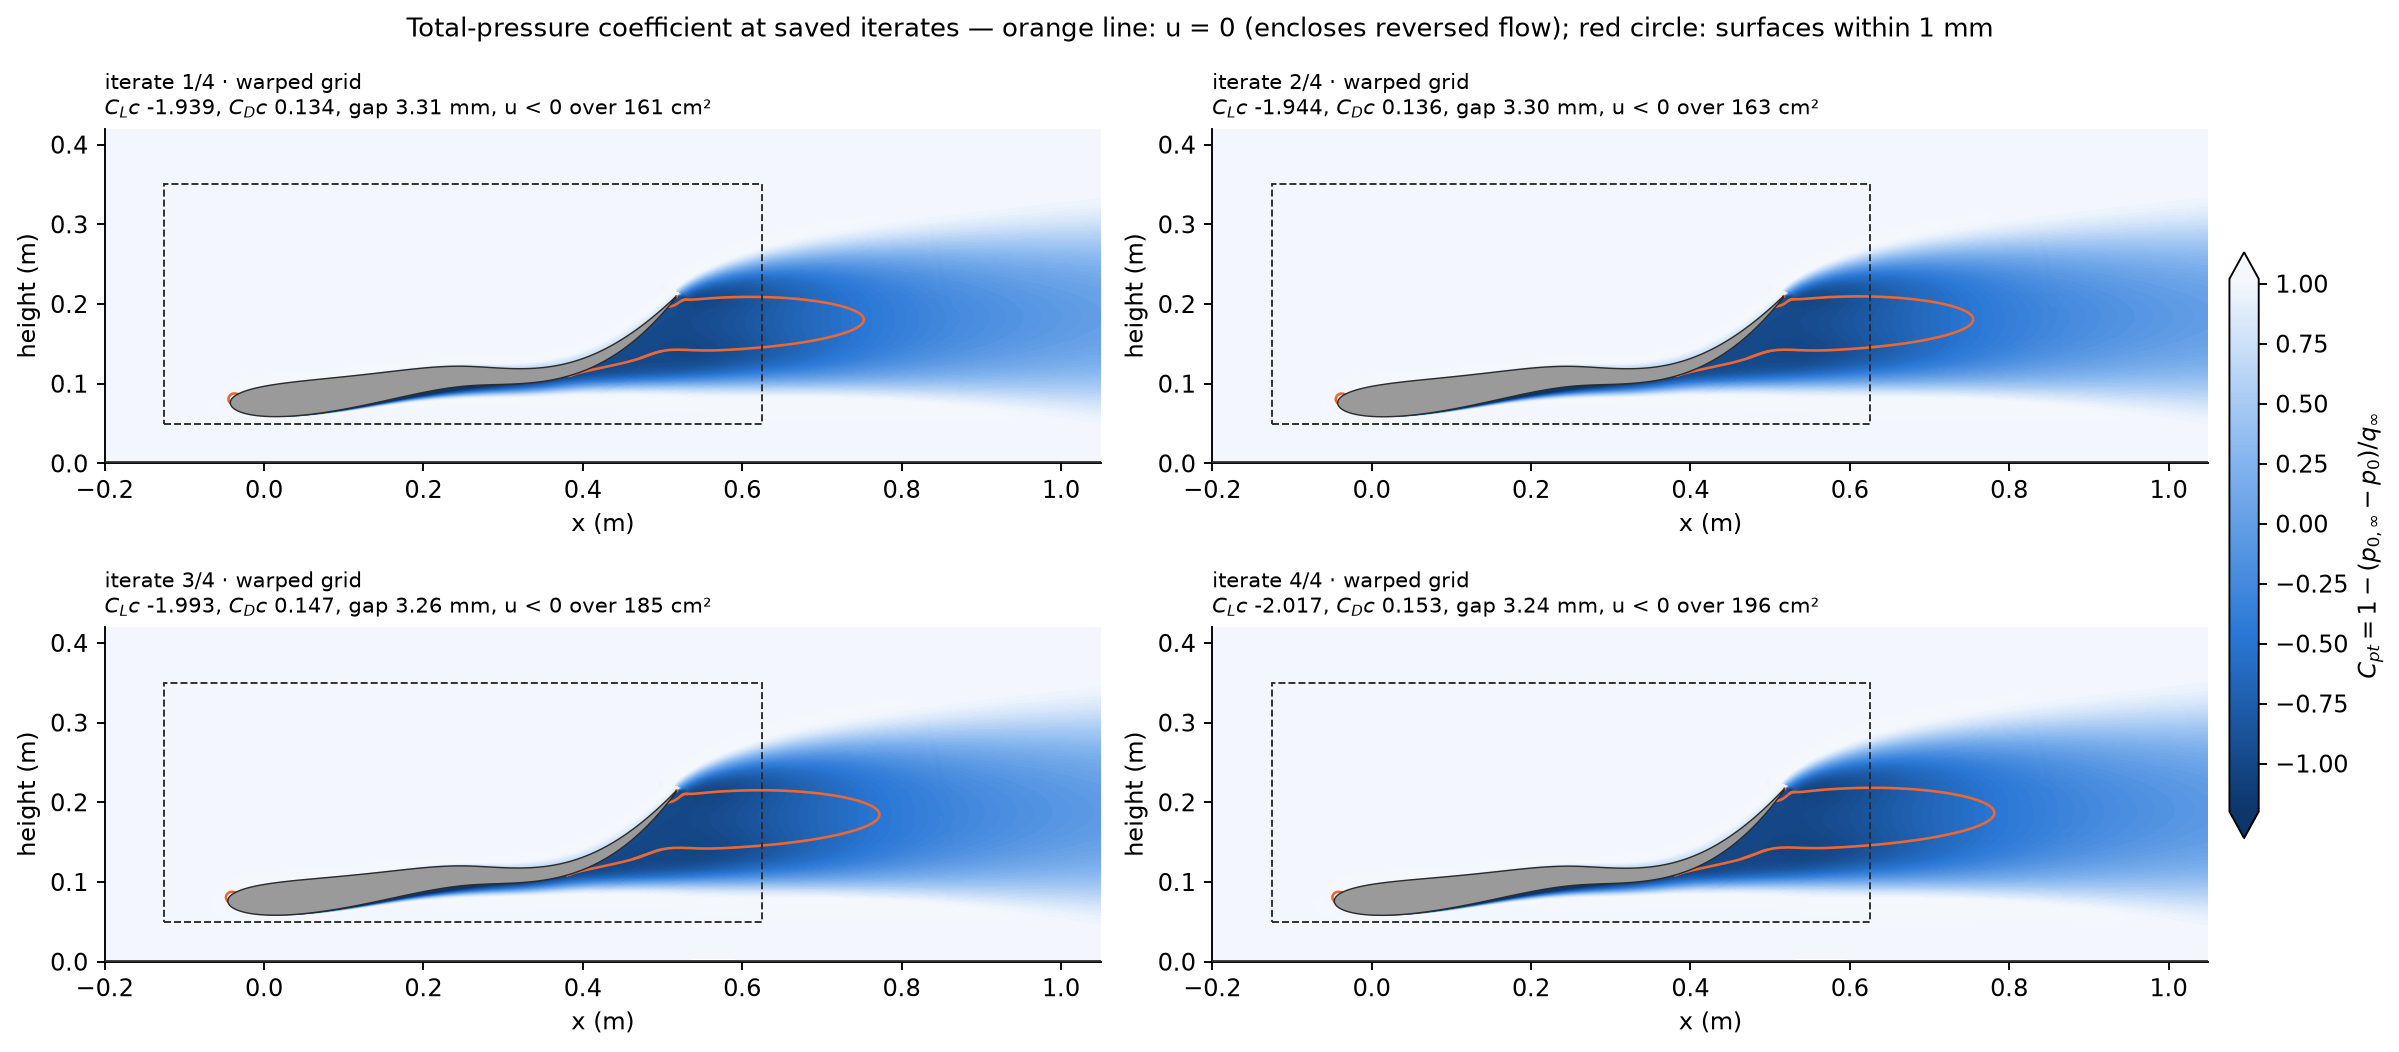 Total-pressure coefficient at saved iterates — orange line: u = 0 (encloses reversed flow); red circle: surfaces within 1 mm
iterate 1/4 · warped grid
C_Lc -1.939, C_Dc 0.134, gap 3.31 mm, u < 0 over 161 cm²
0.4
0.3
0.2
0.1
0.0
height (m)
−0.2 0.0 0.2 0.4 0.6 0.8 1.0
x (m)
iterate 2/4 · warped grid
C_Lc -1.944, C_Dc 0.136, gap 3.30 mm, u < 0 over 163 cm²
0.4
0.3
0.2
0.1
0.0
height (m)
−0.2 0.0 0.2 0.4 0.6 0.8 1.0
x (m)
iterate 3/4 · warped grid
C_Lc -1.993, C_Dc 0.147, gap 3.26 mm, u < 0 over 185 cm²
0.4
0.3
0.2
0.1
0.0
height (m)
−0.2 0.0 0.2 0.4 0.6 0.8 1.0
x (m)
iterate 4/4 · warped grid
C_Lc -2.017, C_Dc 0.153, gap 3.24 mm, u < 0 over 196 cm²
0.4
0.3
0.2
0.1
0.0
height (m)
−0.2 0.0 0.2 0.4 0.6 0.8 1.0
x (m)
1.00
0.75
0.50
0.25
0.00
−0.25
−0.50
−0.75
−1.00
C_pt = 1 − (p_0,∞ − p_0)/q_∞